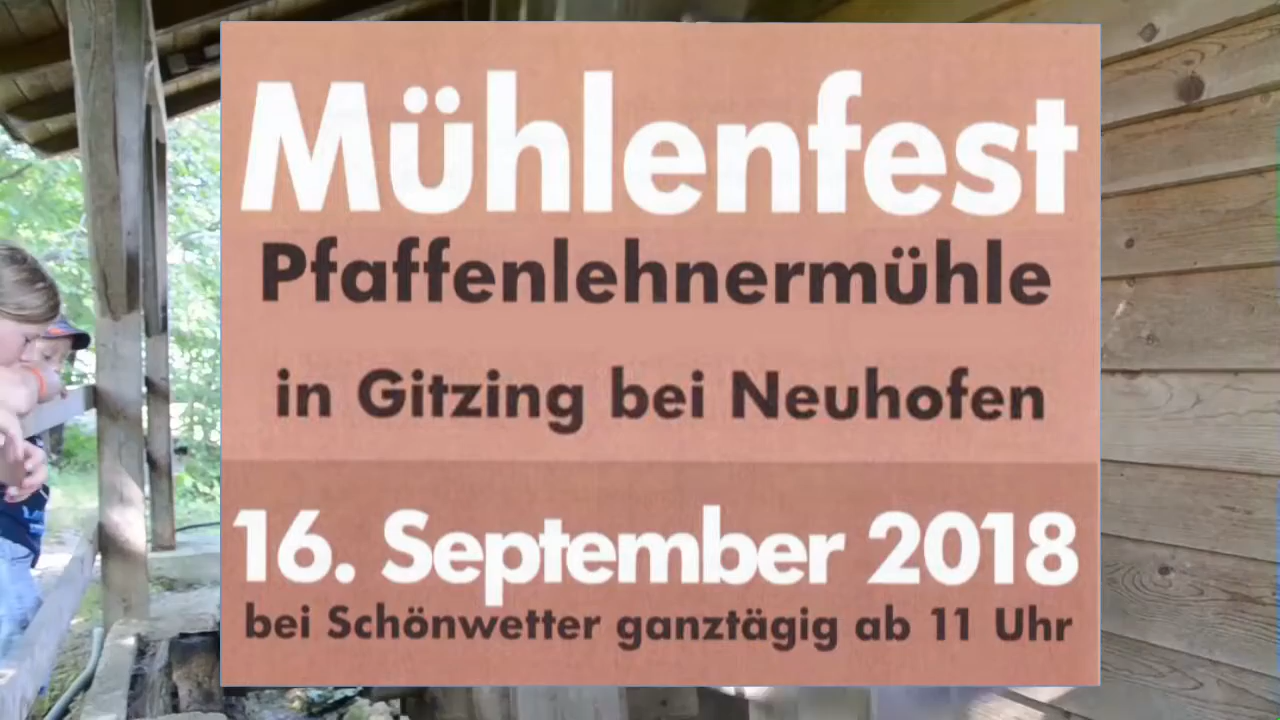 Mühlenfest
Pfaffenlehnermühle
in Gitzing bei Neuhofen
16. September 2018
bei Schönwetter ganztägig ab 11 Uhr